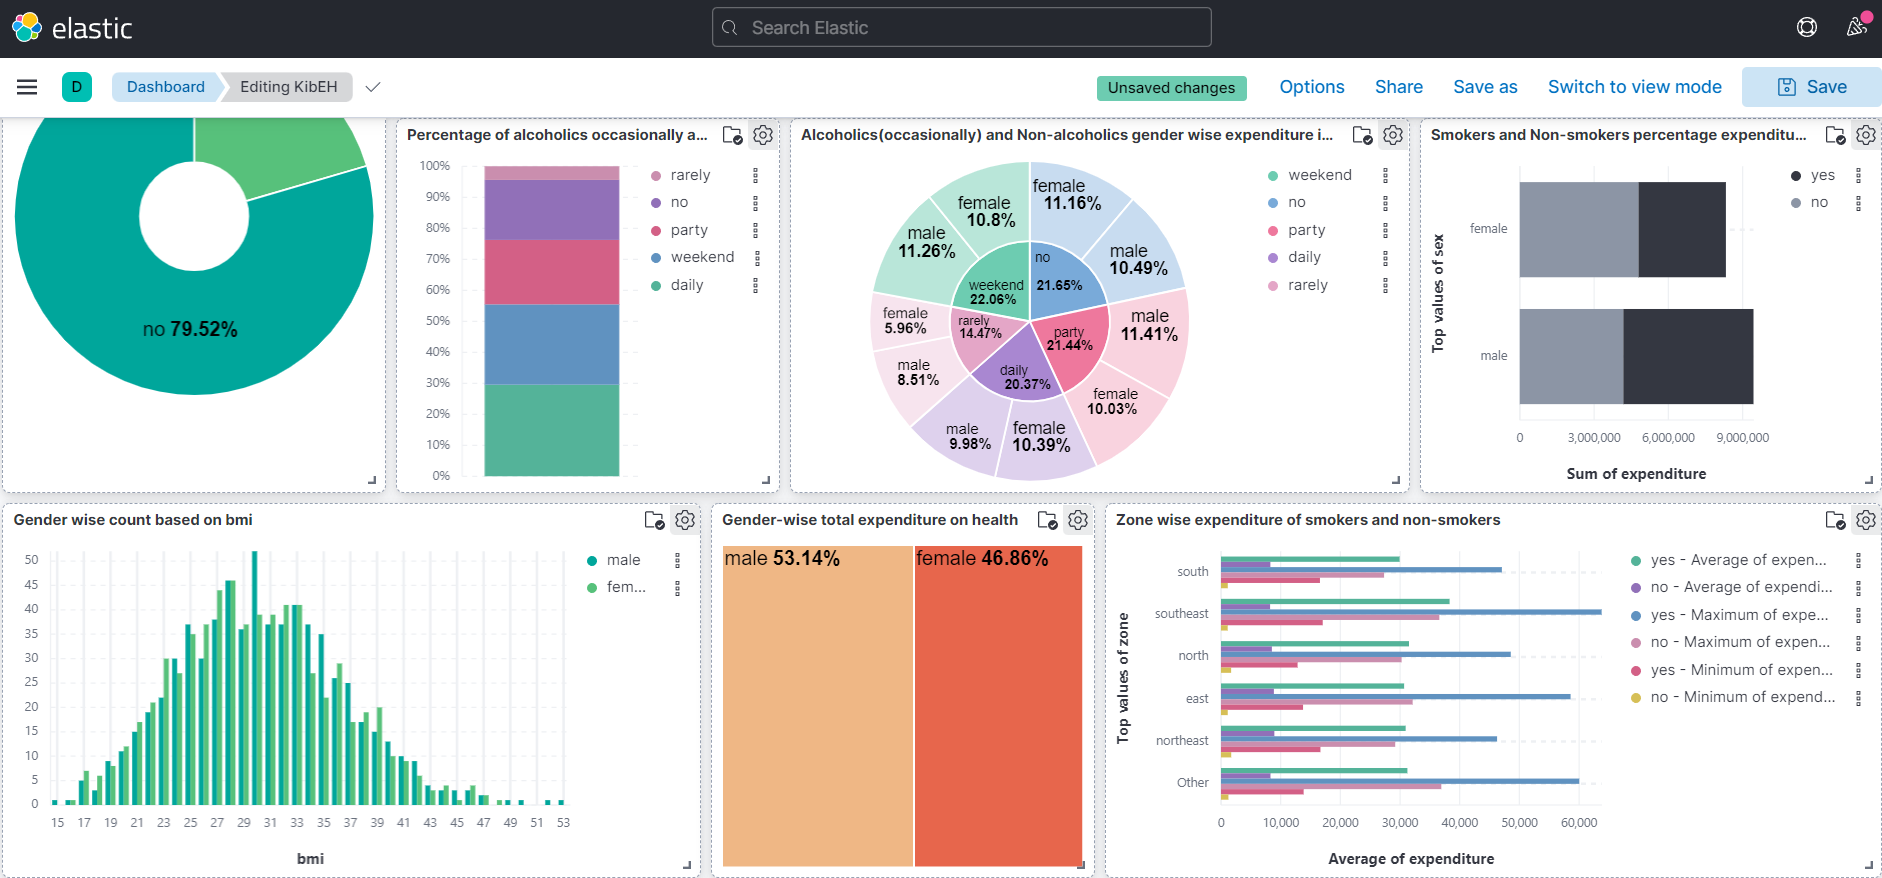 elastic
Search Elastic
D
Dashboard
Editing KibEH
Unsaved changes
Options
Share
Save as
Switch to view mode
Save
no 79.52%
Percentage of alcoholics occasionally a...
100%
90%
80%
70%
60%
50%
40%
30%
20%
10%
0%
rarely
no
party
weekend
daily
Alcoholics(occasionally) and Non-alcoholics gender wise expenditure i...
female
11.16%
male
10.49%
male
11.41%
female
10.03%
female
10.39%
male
9.98%
male
8.51%
female
5.96%
male
11.26%
female
10.8%
no
21.65%
party
21.44%
daily
20.37%
rarely
14.47%
weekend
22.06%
weekend
no
party
daily
rarely
Smokers and Non-smokers percentage expenditu...
Top values of sex
female
male
0
3,000,000
6,000,000
9,000,000
Sum of expenditure
yes
no
Gender wise count based on bmi
50
45
40
35
30
25
20
15
10
5
0
15
17
19
21
23
25
27
29
31
33
35
37
39
41
43
45
47
49
51
53
bmi
male
fem...
Gender-wise total expenditure on health
male 53.14%
female 46.86%
Zone wise expenditure of smokers and non-smokers
Top values of zone
south
southeast
north
east
northeast
Other
0
10,000
20,000
30,000
40,000
50,000
60,000
Average of expenditure
yes - Average of expen...
no - Average of expendi...
yes - Maximum of expe...
no - Maximum of expen...
yes - Minimum of expen...
no - Minimum of expend...